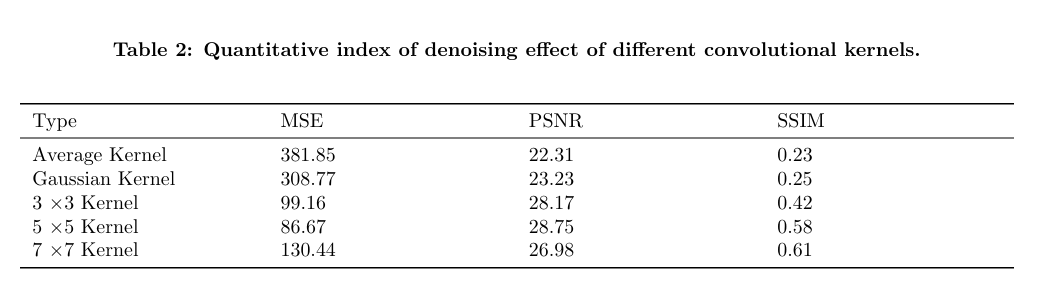 Table 2: Quantitative index of denoising effect of different convolutional kernels.
Type MSE PSNR SSIM
Average Kernel 381.85 22.31 0.23
Gaussian Kernel 308.77 23.23 0.25
3 ×3 Kernel 99.16 28.17 0.42
5 ×5 Kernel 86.67 28.75 0.58
7 ×7 Kernel 130.44 26.98 0.61